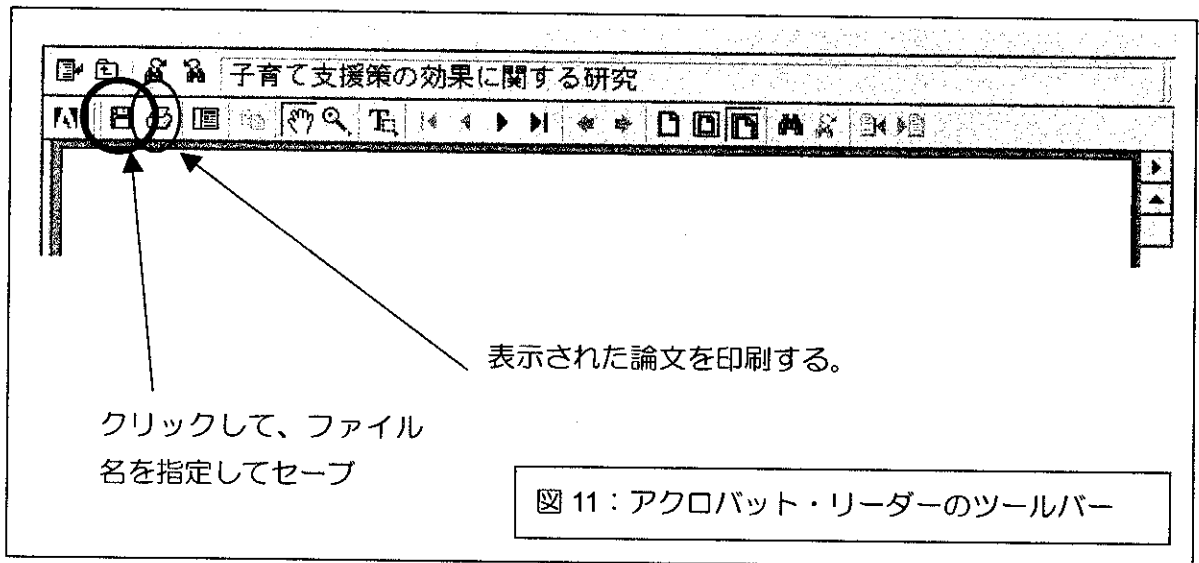 子育て支援策の効果に関する研究
表示された論文を印刷する。
クリックして、ファイル
名を指定してセーブ
図 11：アクロバット・リーダーのツールバー